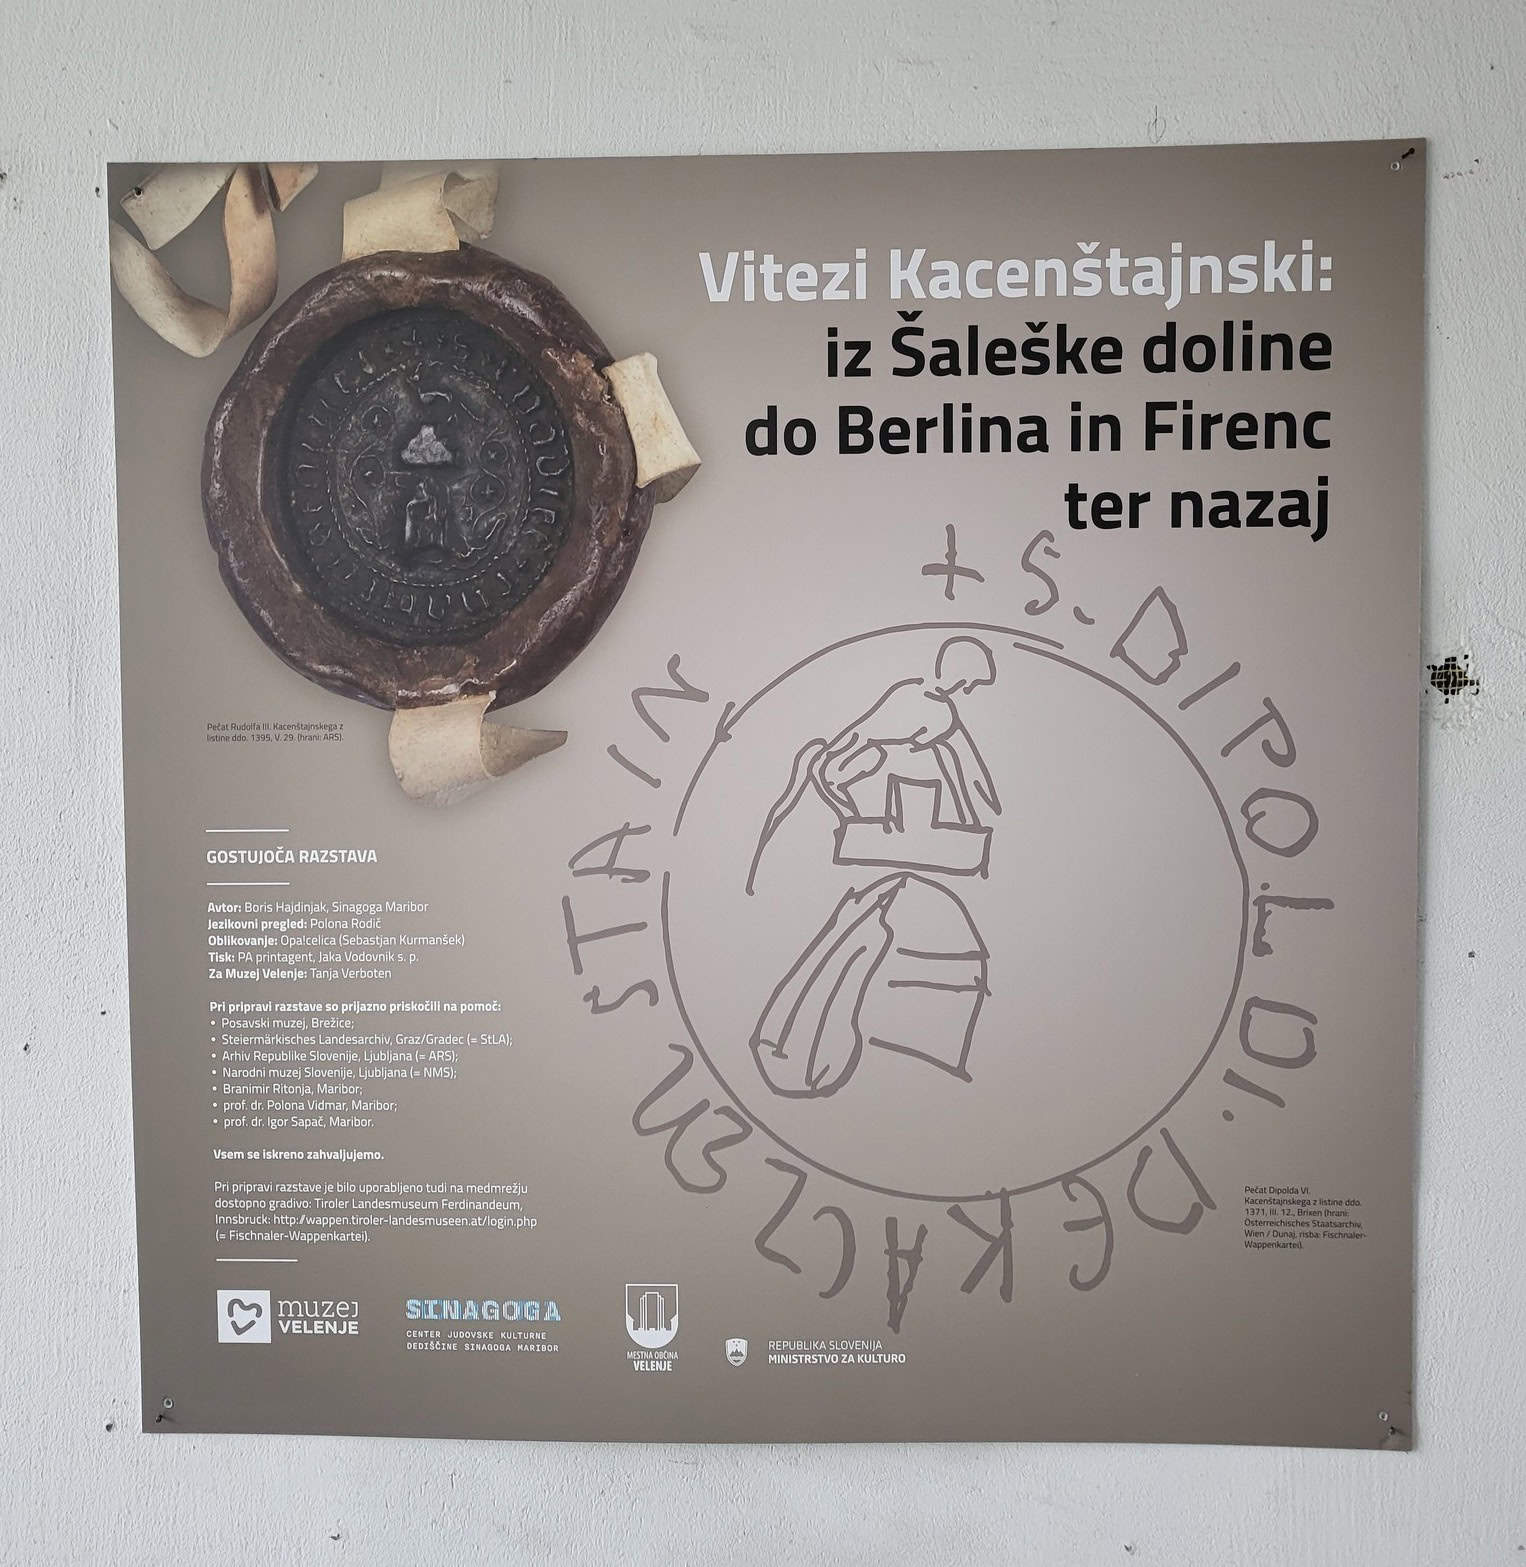 Vitezi Kacenštajnski:
iz Šaleške doline
do Berlina in Firenc
ter nazaj
+ S. DIPOLDI. DE KACZENSTAIN
Pečat Rudolfa III. Kacenštajnskega z
listine ddo. 1395, V. 29. (hrani: ARS).
GOSTUJOČA RAZSTAVA
Avtor: Boris Hajdinjak, Sinagoga Maribor
Jezikovni pregled: Polona Rodič
Oblikovanje: Opa!celica (Sebastjan Kurmanšek)
Tisk: PA printagent, Jaka Vodovnik s. p.
Za Muzej Velenje: Tanja Verboten
Pri pripravi razstave so prijazno priskočili na pomoč:
• Posavski muzej, Brežice;
• Steiermärkisches Landesarchiv, Graz/Gradec (= StLA);
• Arhiv Republike Slovenije, Ljubljana (= ARS);
• Narodni muzej Slovenije, Ljubljana (= NMS);
• Branimir Ritonja, Maribor;
• prof. dr. Polona Vidmar, Maribor;
• prof. dr. Igor Sapač, Maribor.
Vsem se iskreno zahvaljujemo.
Pri pripravi razstave je bilo uporabljeno tudi na medmrežju
dostopno gradivo: Tiroler Landesmuseum Ferdinandeum,
Innsbruck: http://wappen.tiroler-landesmuseen.at/login.php
(= Fischnaler-Wappenkartei).
Pečat Dipolda VI.
Kacenštajnskega z listine ddo.
1371, III. 12., Brixen (hrani:
Österreichisches Staatsarchiv,
Wien / Dunaj, risba: Fischnaler-
Wappenkartei).
muzej
VELENJE
SINAGOGA
CENTER JUDOVSKE KULTURNE
DEDIŠČINE SINAGOGA MARIBOR
MESTNA OBČINA
VELENJE
REPUBLIKA SLOVENIJA
MINISTRSTVO ZA KULTURO